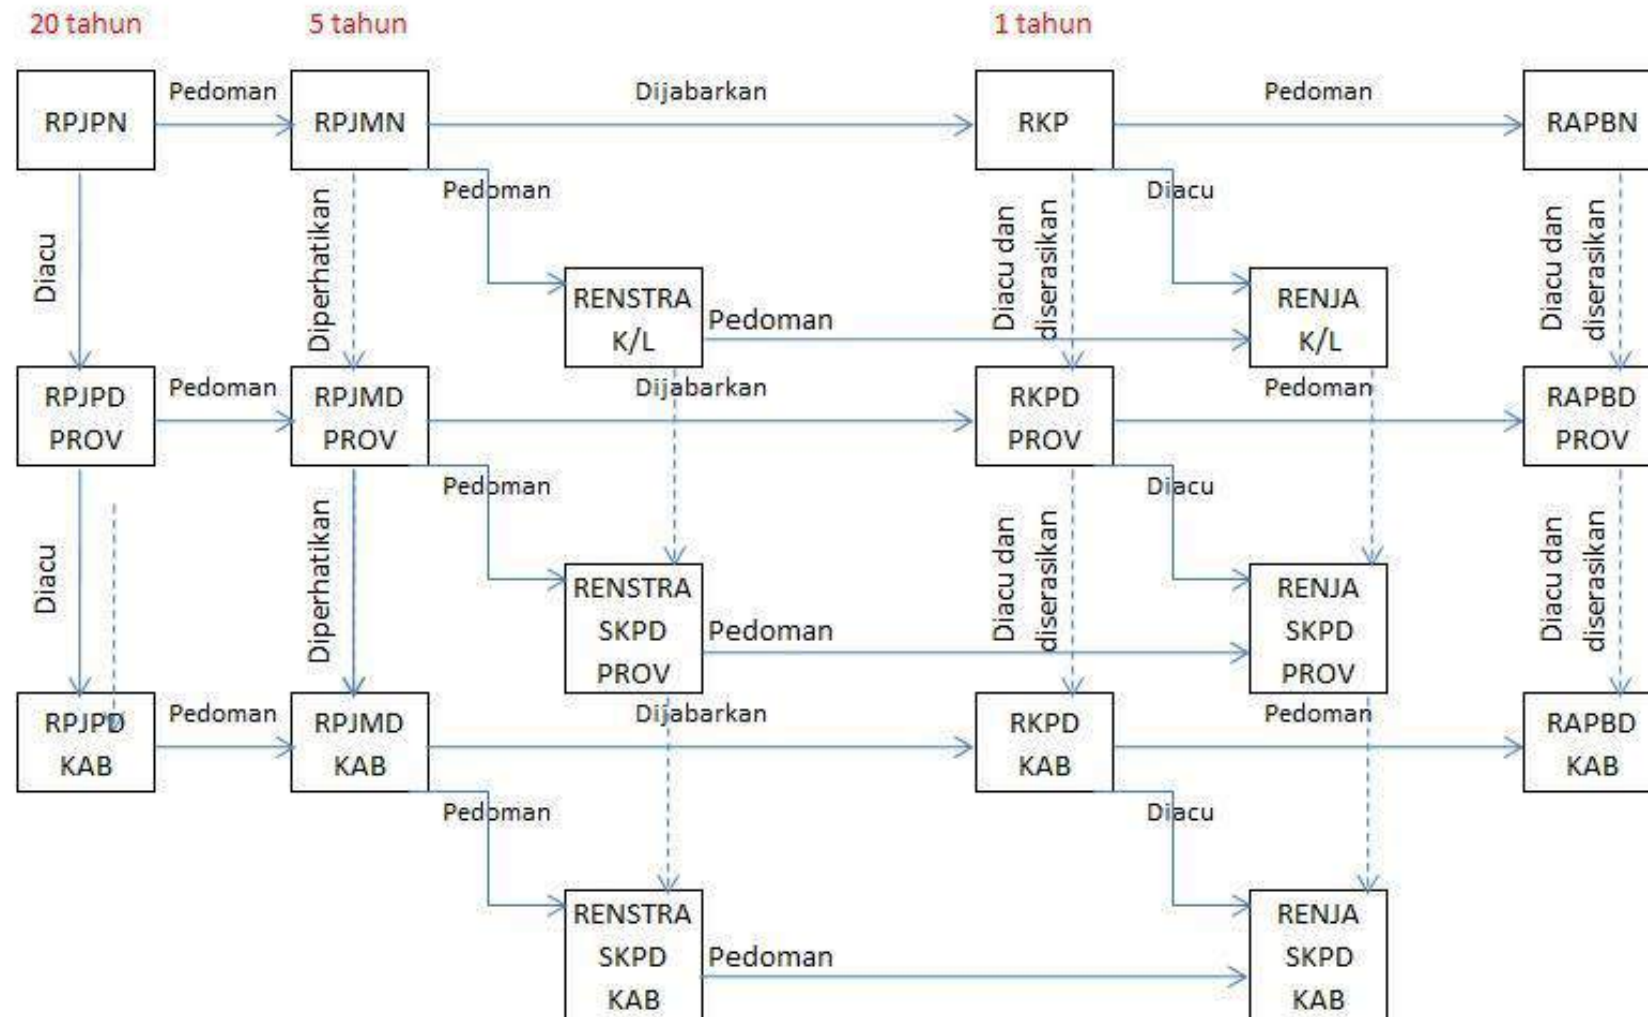 20 tahun
5 tahun
1 tahun
RPJPN
Pedoman
RPJMN
Dijabarkan
RKP
Pedoman
RAPBN
Diacu
Diperhatikan
Pedoman
Diacu dan
diserasikan
Diacu
Diacu dan
diserasikan
RENSTRA
K/L
Pedoman
RENJA
K/L
RPJPD
PROV
Pedoman
RPJMD
PROV
Dijabarkan
RKPD
PROV
Pedoman
RAPBD
PROV
Diacu
Diperhatikan
Pedoman
Diacu dan
diserasikan
Diacu
Diacu dan
diserasikan
RENSTRA
SKPD
PROV
Pedoman
RENJA
SKPD
PROV
RPJPD
KAB
Pedoman
RPJMD
KAB
Dijabarkan
RKPD
KAB
Pedoman
RAPBD
KAB
Pedoman
Diacu
RENSTRA
SKPD
KAB
Pedoman
RENJA
SKPD
KAB